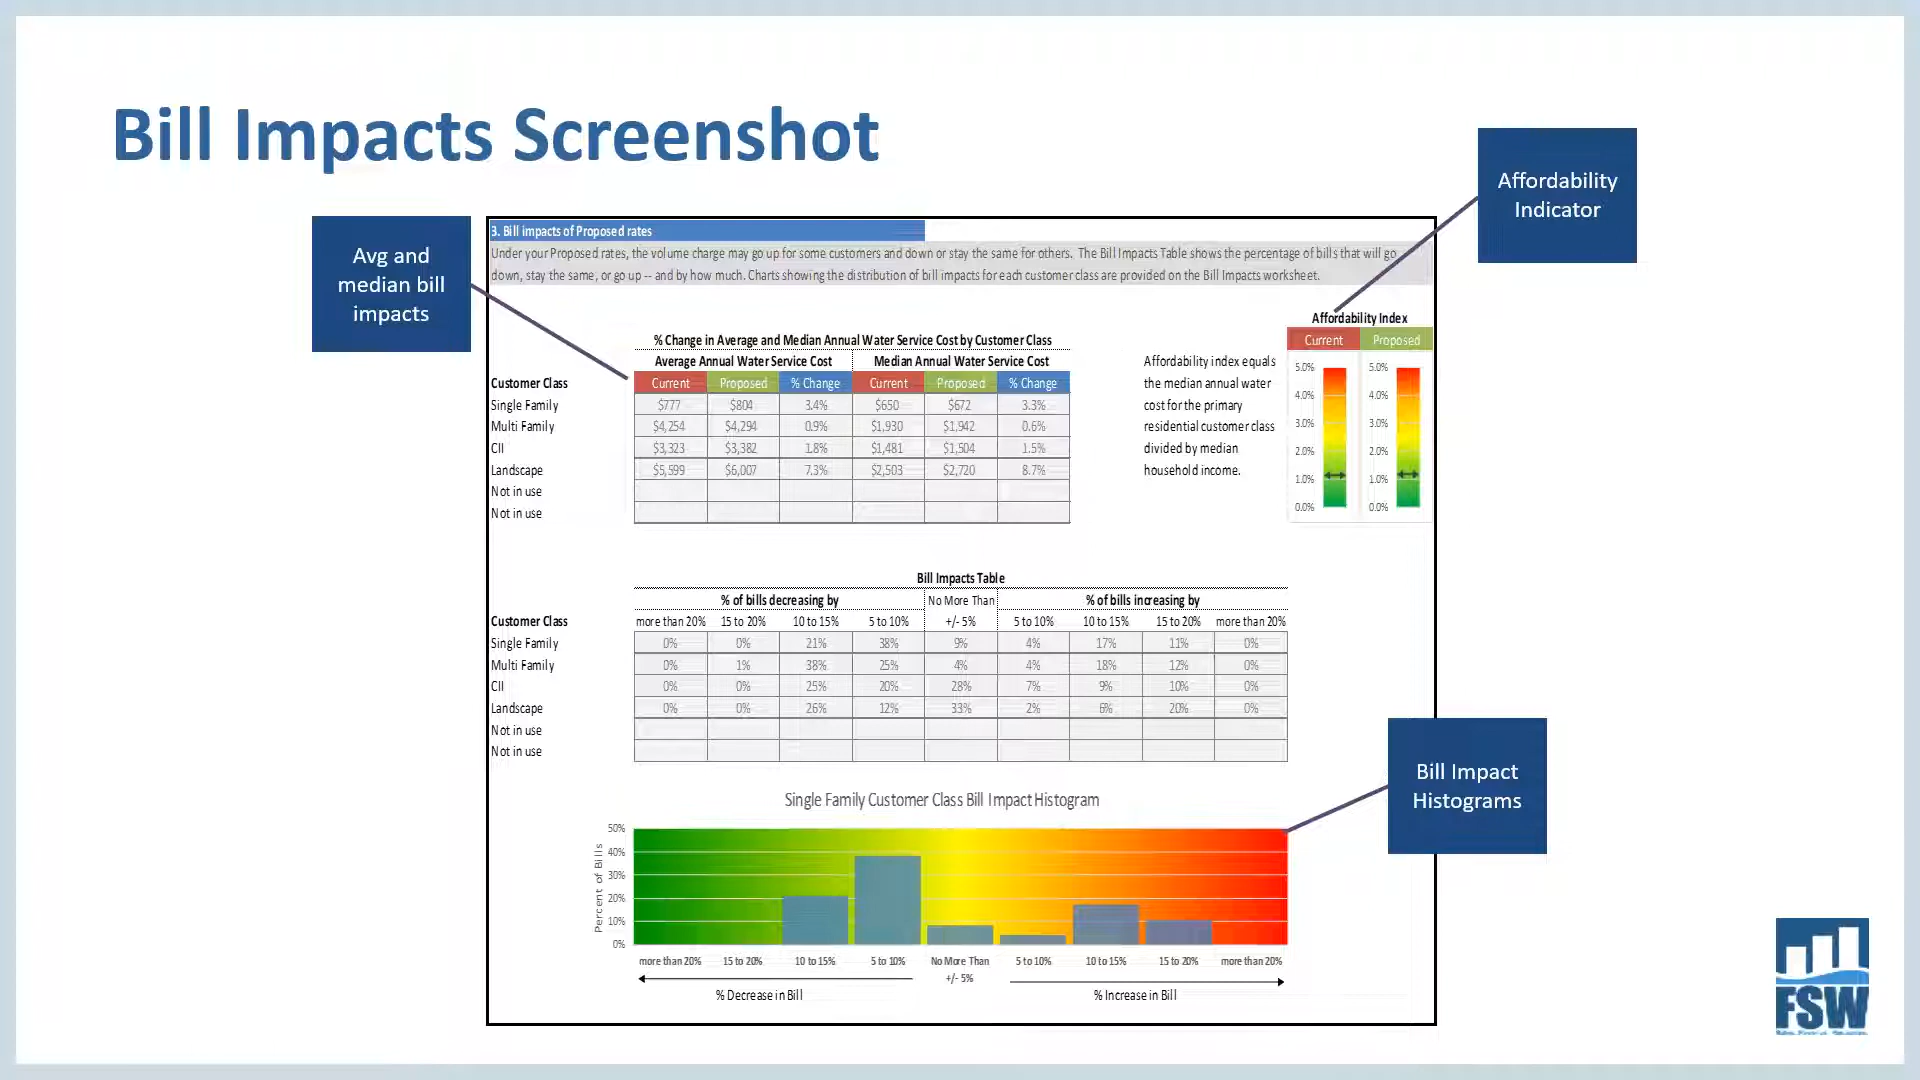 Bill Impacts Screenshot
Affordability
Indicator
Avg and
median bill
impacts
3. Bill impacts of Proposed rates
Under your Proposed rates, the volume charge may go up for some customers and down or stay the same for others. The Bill Impacts Table shows the percentage of bills that will go
down, stay the same, or go up -- and by how much. Charts showing the distribution of bill impacts for each customer class are provided on the Bill Impacts worksheet.
% Change in Average and Median Annual Water Service Cost by Customer Class
Average Annual Water Service Cost Median Annual Water Service Cost
Customer Class Current Proposed % Change Current Proposed % Change
Single Family $777 $804 3.4% $650 $672 3.3%
Multi Family $4,254 $4,294 0.9% $1,930 $1,942 0.6%
CII $3,323 $3,382 1.8% $1,481 $1,504 1.5%
Landscape $5,599 $6,007 7.3% $2,503 $2,720 8.7%
Not in use
Not in use
Affordability index equals
the median annual water
cost for the primary
residential customer class
divided by median
household income.
Affordability Index
Current Proposed
5.0% 5.0%
4.0% 4.0%
3.0% 3.0%
2.0% 2.0%
1.0% 1.0%
0.0% 0.0%
Bill Impacts Table
% of bills decreasing by No More Than % of bills increasing by
Customer Class more than 20% 15 to 20% 10 to 15% 5 to 10% +/- 5% 5 to 10% 10 to 15% 15 to 20% more than 20%
Single Family 0% 0% 21% 38% 9% 4% 17% 11% 0%
Multi Family 0% 1% 38% 25% 4% 4% 18% 12% 0%
CII 0% 0% 25% 20% 28% 7% 9% 10% 0%
Landscape 0% 0% 26% 12% 33% 2% 6% 20% 0%
Not in use
Not in use
Bill Impact
Histograms
Single Family Customer Class Bill Impact Histogram
Percent of Bills
50%
40%
30%
20%
10%
0%
more than 20% 15 to 20% 10 to 15% 5 to 10% No More Than 5 to 10% 10 to 15% 15 to 20% more than 20%
+/- 5%
% Decrease in Bill % Increase in Bill
FSW